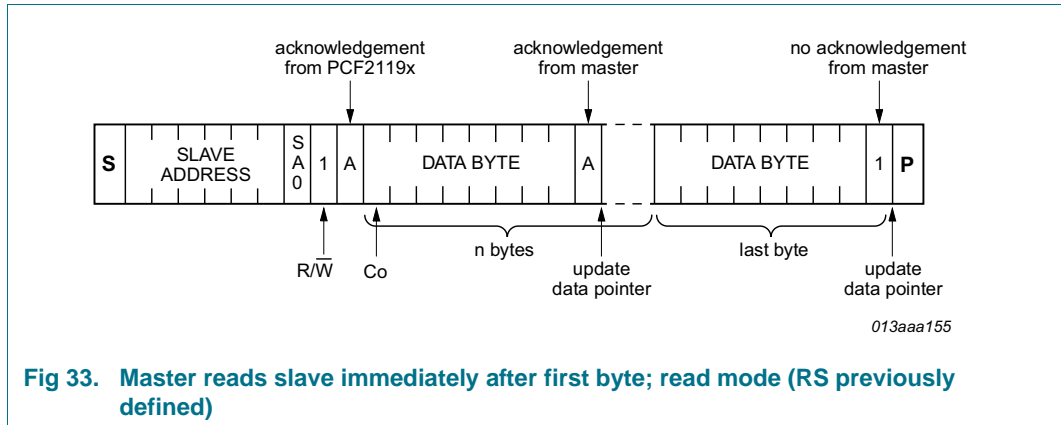 acknowledgement
from PCF2119x
acknowledgement
from master
no acknowledgement
from master
S
SLAVE
ADDRESS
S
A
0
1
A
DATA BYTE
A
DATA BYTE
1
P
R/W̅
Co
n bytes
update
data pointer
last byte
update
data pointer
013aaa155
Fig 33. Master reads slave immediately after first byte; read mode (RS previously
defined)